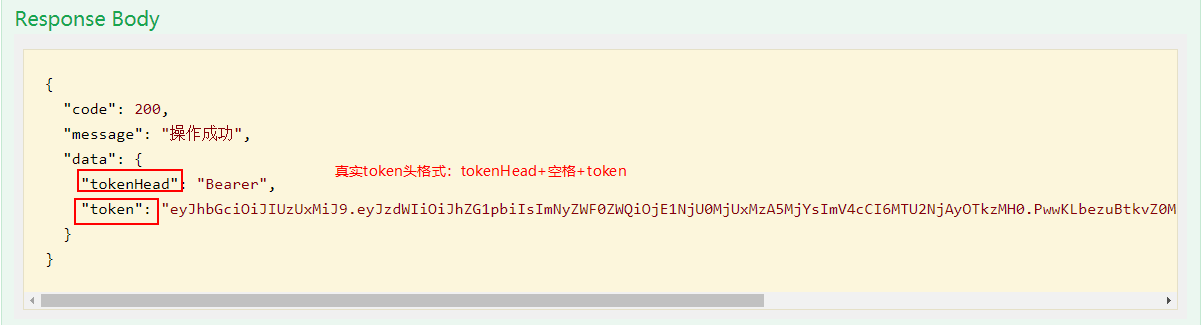 Response Body
{
"code": 200,
"message": "操作成功",
"data": {
真实token头格式：tokenHead+空格+token
"tokenHead": "Bearer",
"token": "eyJhbGciOiJIUzUxMiJ9.eyJzdWIiOiJhZG1pbiIsImNyZWF0ZWQiOjE1NjU0MjUxMzA5MjYsImV4cCI6MTU2NjAyOTkzMH0.PwwKLbezuBtkvZ0M
}
}